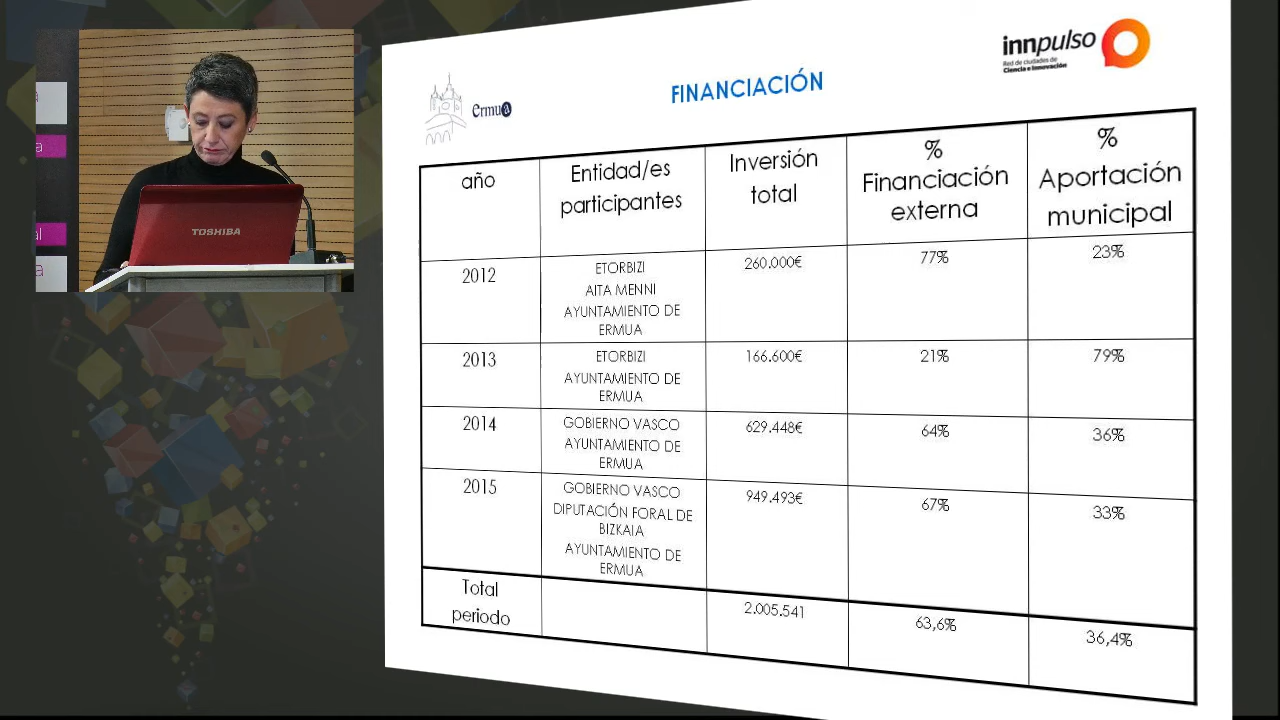 innpulso
Red de ciudades de
Ciencia e Innovación
FINANCIACIÓN
Ermua
año
Entidad/es
participantes
Inversión
total
%
Financiación
externa
%
Aportación
municipal
2012
ETORBIZI
AITA MENNI
AYUNTAMIENTO DE
ERMUA
260.000€
77%
23%
2013
ETORBIZI
AYUNTAMIENTO DE
ERMUA
166.600€
21%
79%
2014
GOBIERNO VASCO
AYUNTAMIENTO DE
ERMUA
629.448€
64%
36%
2015
GOBIERNO VASCO
DIPUTACIÓN FORAL DE
BIZKAIA
AYUNTAMIENTO DE
ERMUA
949.493€
67%
33%
Total
periodo
2.005.541
63,6%
36,4%
TOSHIBA